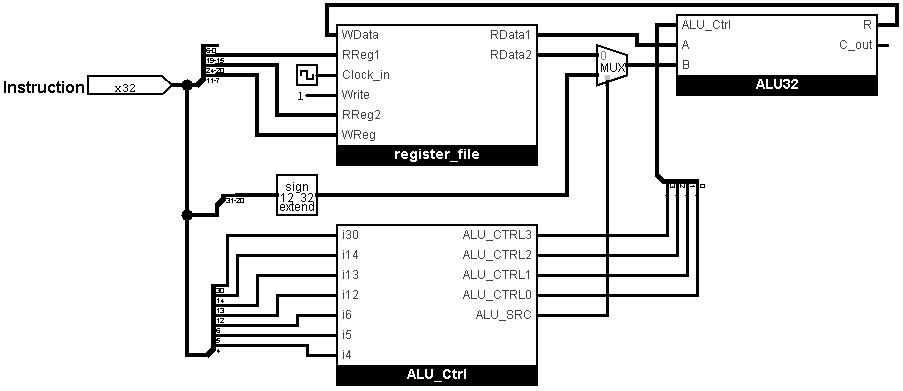 Instruction
x32
6-0
19-15
24-20
11-7
WData
RReg1
Clock_in
1
Write
RReg2
WReg
RData1
RData2
register_file
0
MUX
ALU_Ctrl
A
B
R
C_out
ALU32
31-20
sign
12 32
extend
3
2
1
0
30
14
13
12
6
5
4
i30
i14
i13
i12
i6
i5
i4
ALU_CTRL3
ALU_CTRL2
ALU_CTRL1
ALU_CTRL0
ALU_SRC
ALU_Ctrl